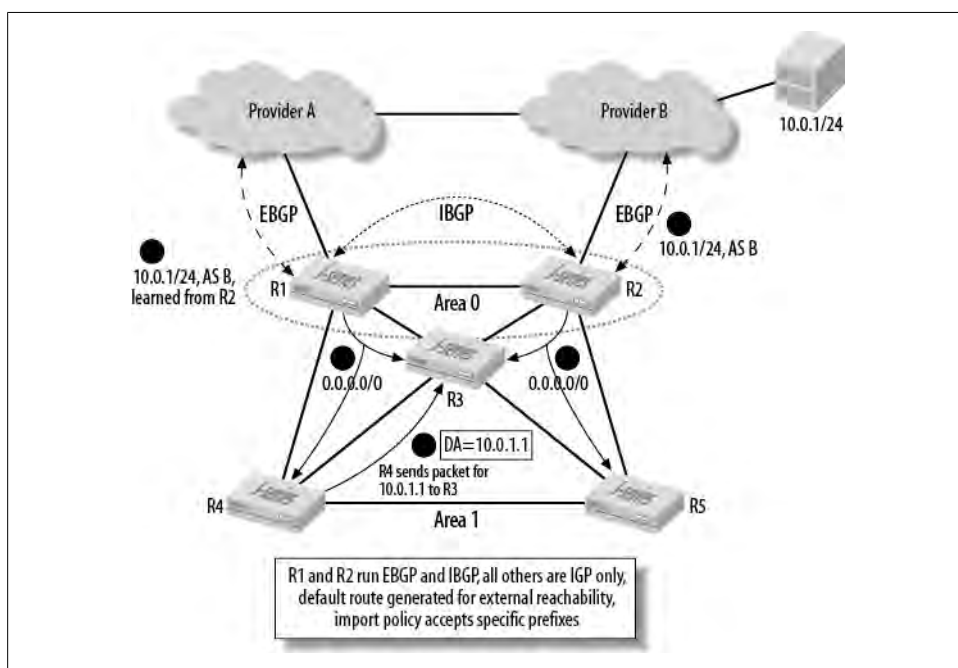 Provider A
Provider B
10.0.1/24
EBGP
IBGP
EBGP
10.0.1/24, AS B
10.0.1/24, AS B,
learned from R2
R1
R2
Area 0
0.0.0.0/0
0.0.0.0/0
R3
DA=10.0.1.1
R4 sends packet for
10.0.1.1 to R3
R4
R5
Area 1
R1 and R2 run EBGP and IBGP, all others are IGP only,
default route generated for external reachability,
import policy accepts specific prefixes